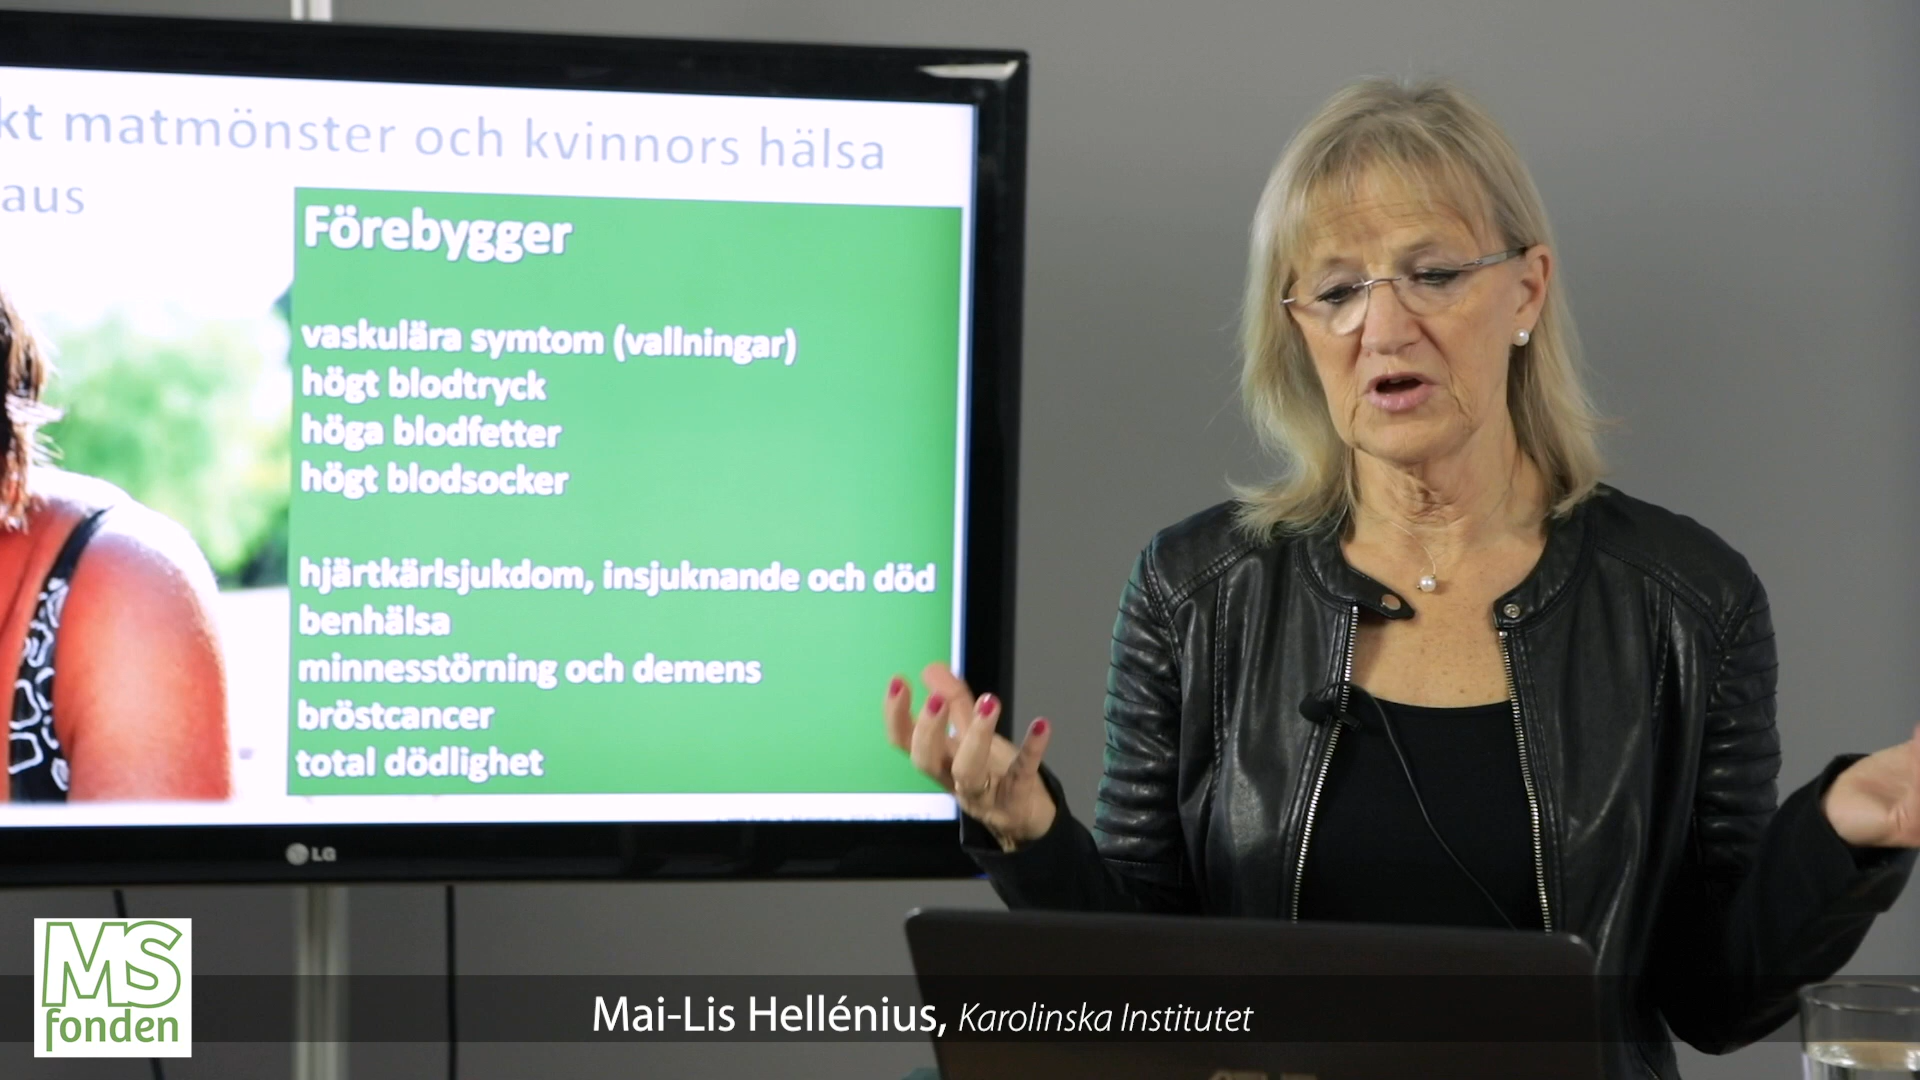 kt matmönster och kvinnors hälsa
aus
Förebygger
vaskulära symtom (vallningar)
högt blodtryck
höga blodfetter
högt blodsocker
hjärtkärlsjukdom, insjuknande och död
benhälsa
minnesstörning och demens
bröstcancer
total dödlighet
LG
MS
fonden
Mai-Lis Hellénius, Karolinska Institutet